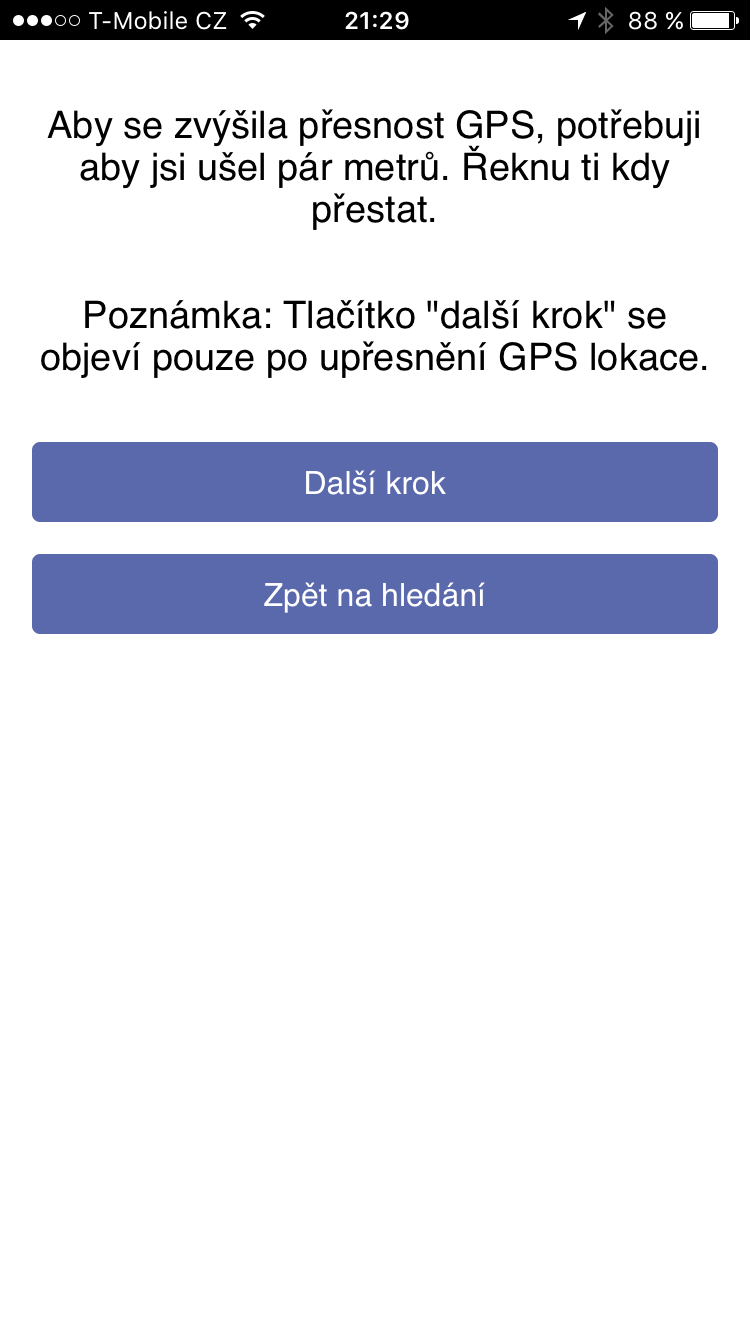 T-Mobile CZ 21:29 88 %
Aby se zvýšila přesnost GPS, potřebuji
aby jsi ušel pár metrů. Řeknu ti kdy
přestat.
Poznámka: Tlačítko "další krok" se
objeví pouze po upřesnění GPS lokace.
Další krok
Zpět na hledání